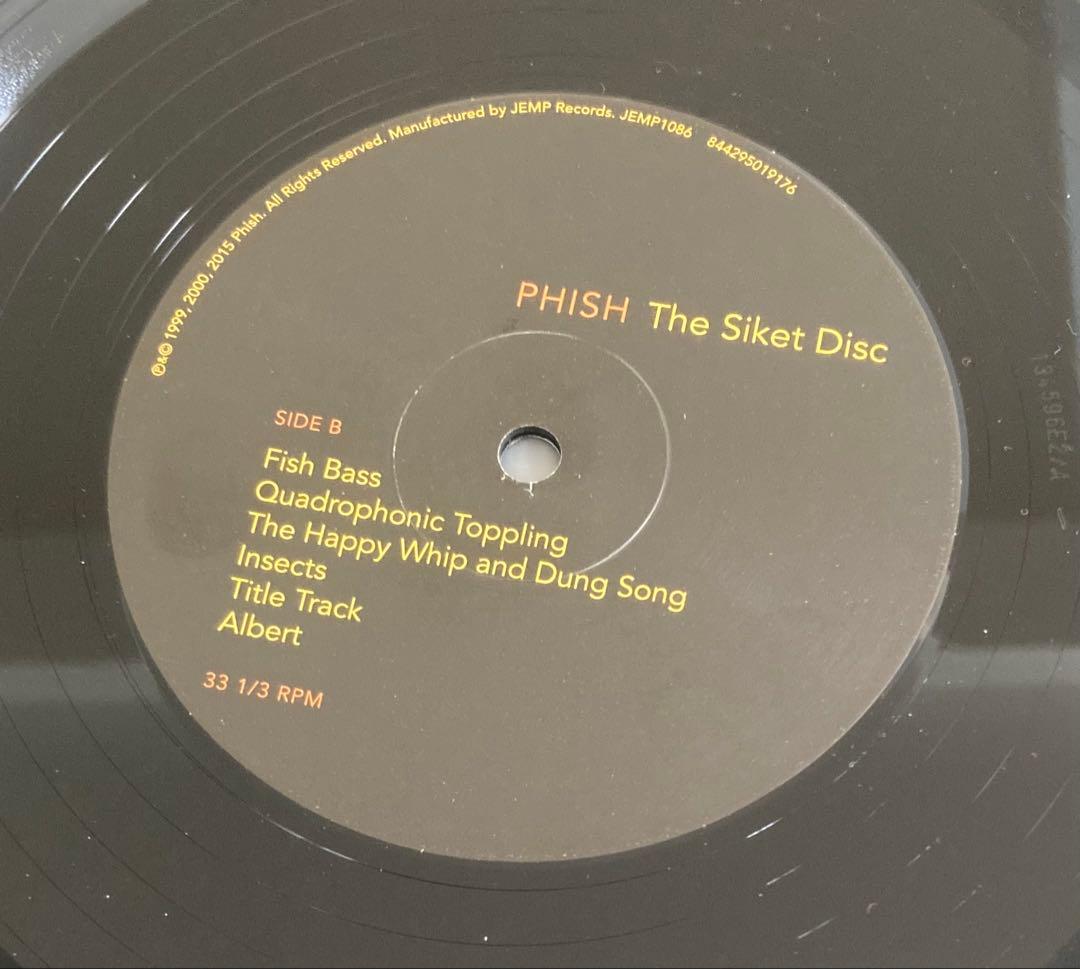 ℗&© 1999, 2000, 2015 Phish. All Rights Reserved. Manufactured by JEMP Records. JEMP1086 844295019176
PHISH The Siket Disc
SIDE B
Fish Bass
Quadrophonic Toppling
The Happy Whip and Dung Song
Insects
Title Track
Albert
33 1/3 RPM